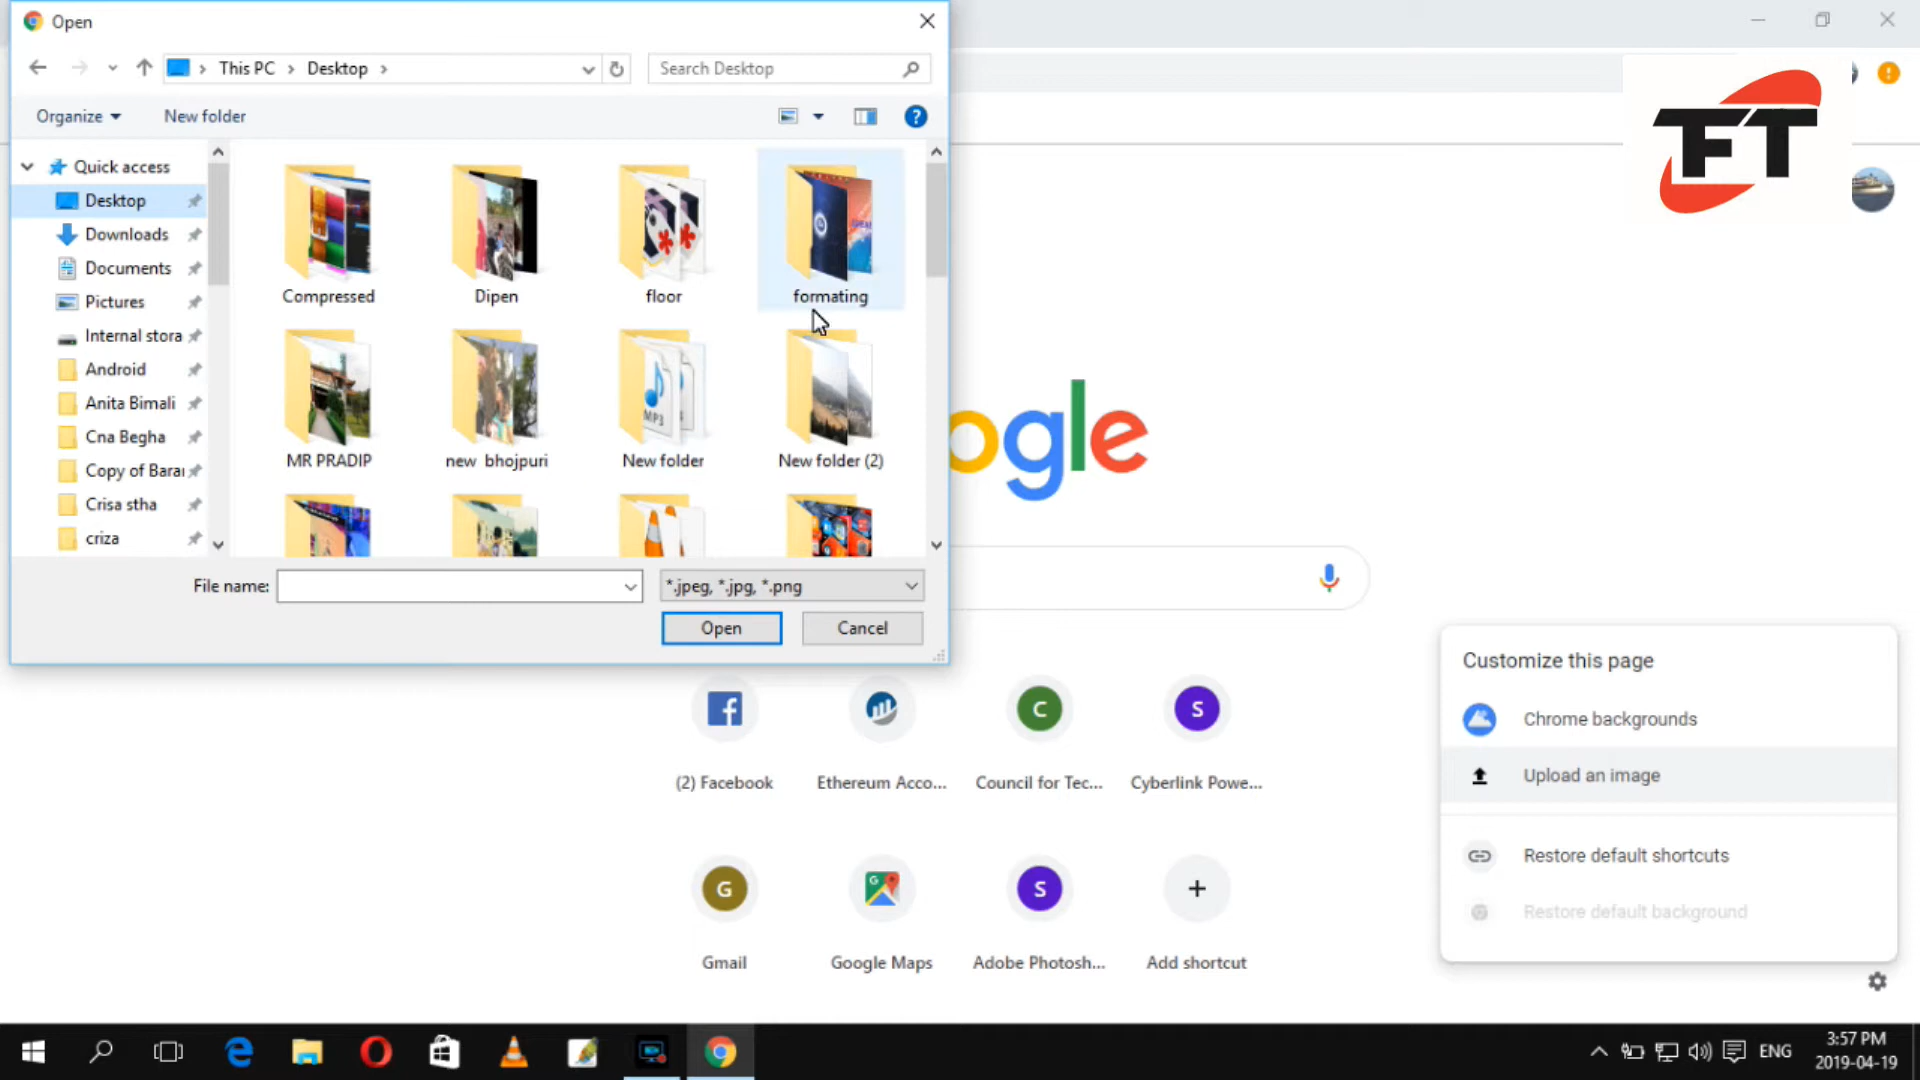 Open
This PC
Desktop
Search Desktop
Organize
New folder
Quick access
Desktop
Downloads
Documents
Pictures
Internal stora
Android
Anita Bimali
Cna Begha
Copy of Barar
Crisa stha
criza
Compressed
Dipen
floor
formating
MP3
MR PRADIP
new bhojpuri
New folder
New folder (2)
File name:
*.jpeg, *.jpg, *.png
Open
Cancel
FT
ogle
(2) Facebook
Ethereum Acco...
C
Council for Tec...
S
Cyberlink Powe...
G
Gmail
Google Maps
S
Adobe Photosh...
Add shortcut
Customize this page
Chrome backgrounds
Upload an image
Restore default shortcuts
Restore default background
ENG
3:57 PM
2019-04-19